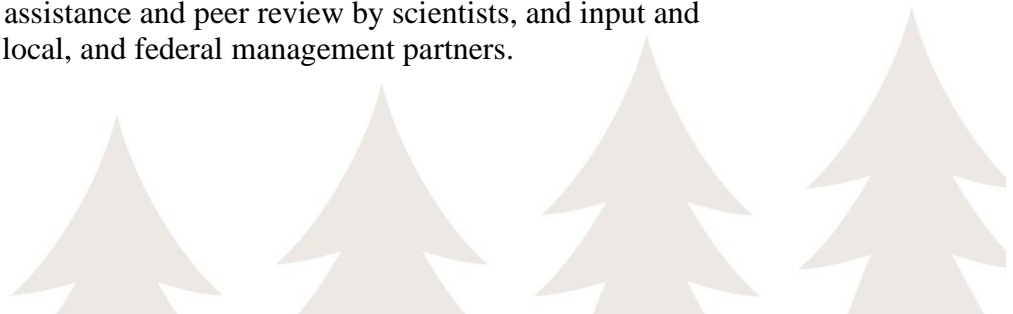 assistance and peer review by scientists, and input and
local, and federal management partners.